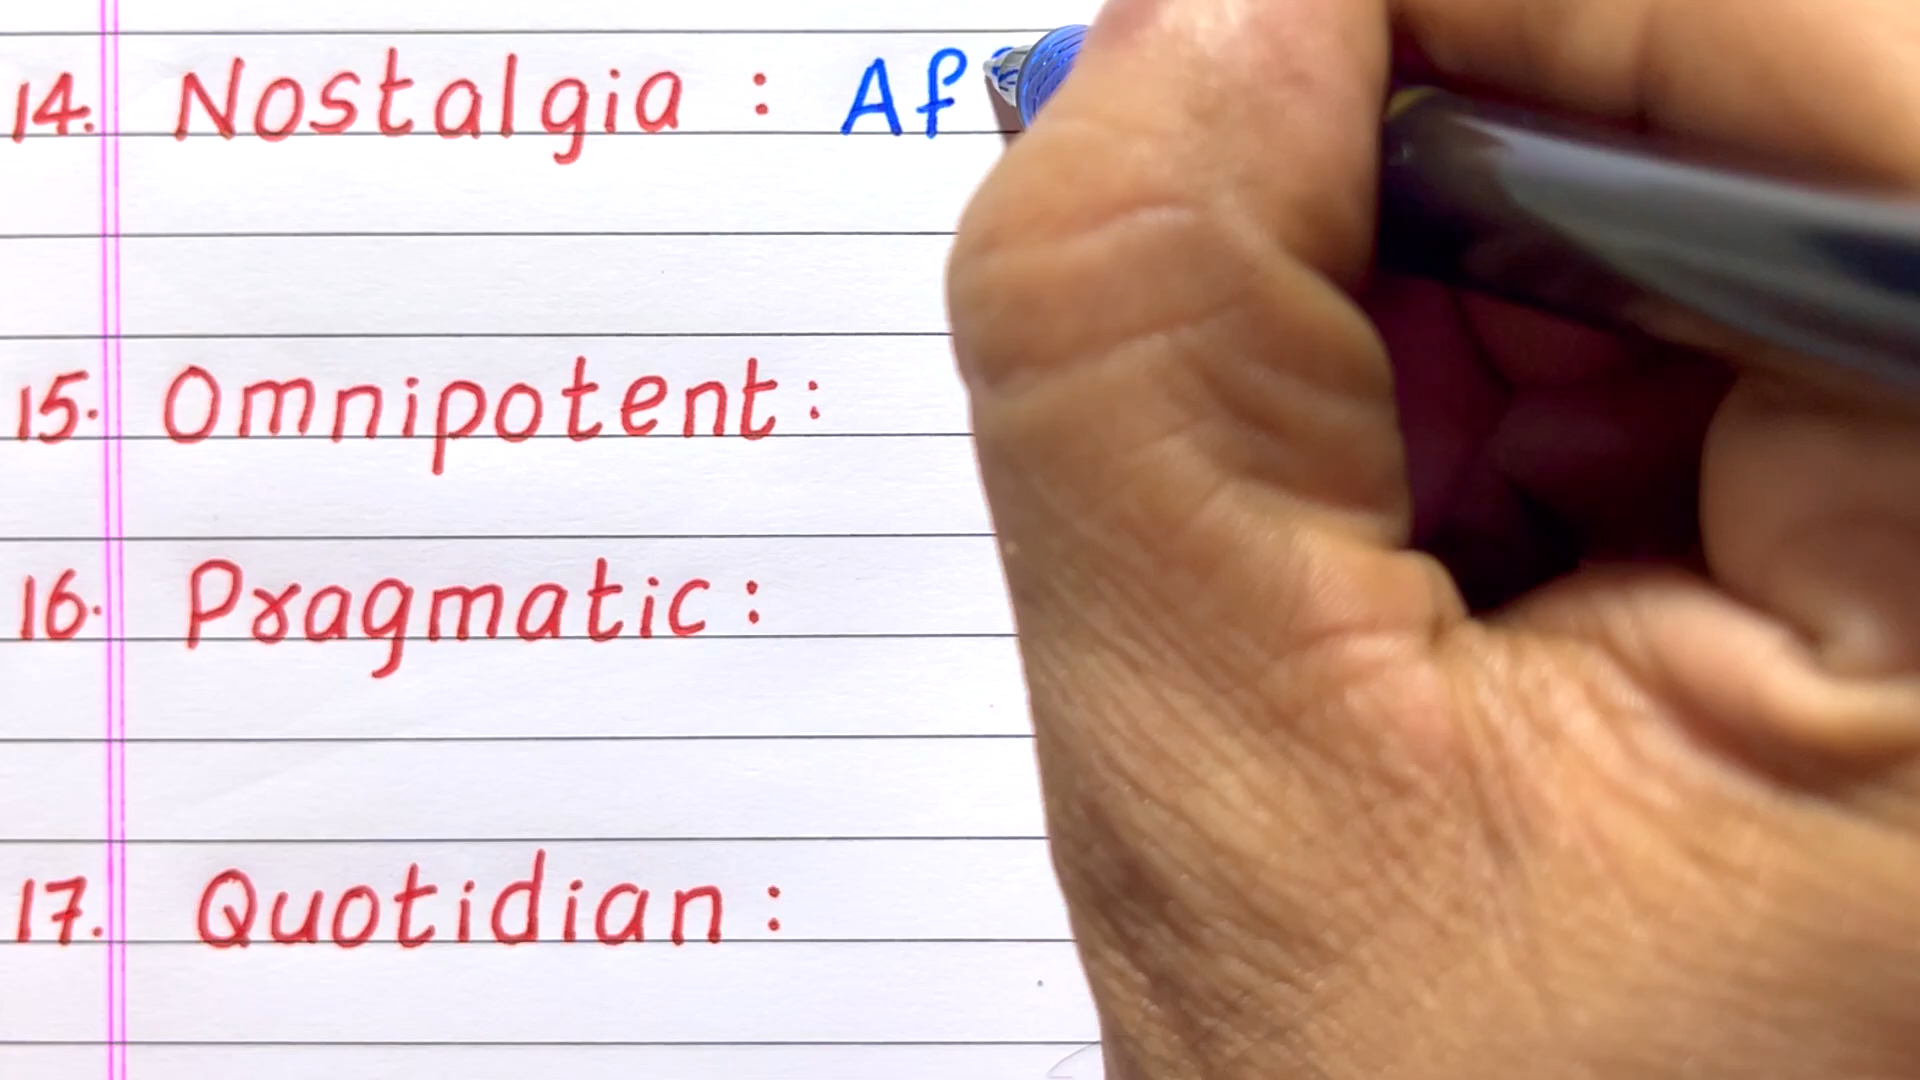 14. Nostalgia : Af
15. Omnipotent:
16. Pragmatic :
17. Quotidian :